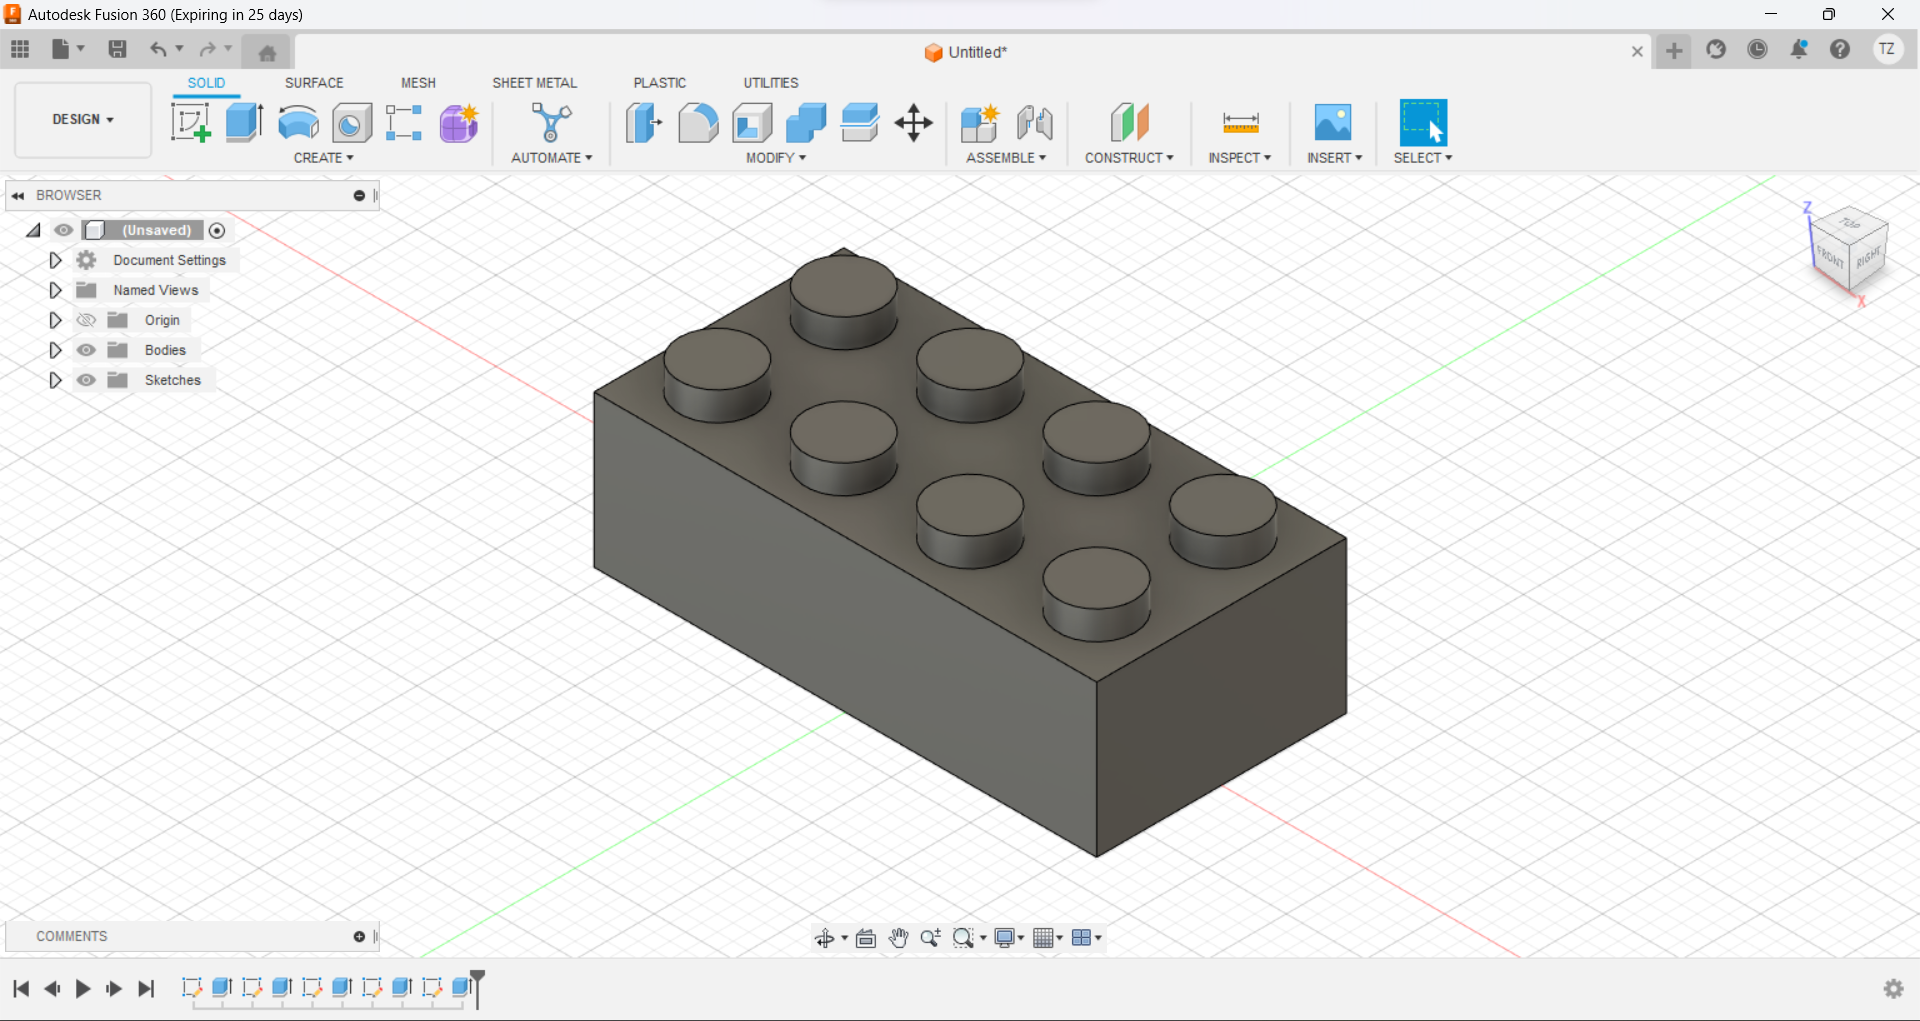 Autodesk Fusion 360 (Expiring in 25 days)
Untitled*
TZ
SOLID SURFACE MESH SHEET METAL PLASTIC UTILITIES
DESIGN
CREATE AUTOMATE MODIFY ASSEMBLE CONSTRUCT INSPECT INSERT SELECT
BROWSER
(Unsaved)
Document Settings
Named Views
Origin
Bodies
Sketches
Z
TOP
FRONT
RIGHT
X
COMMENTS